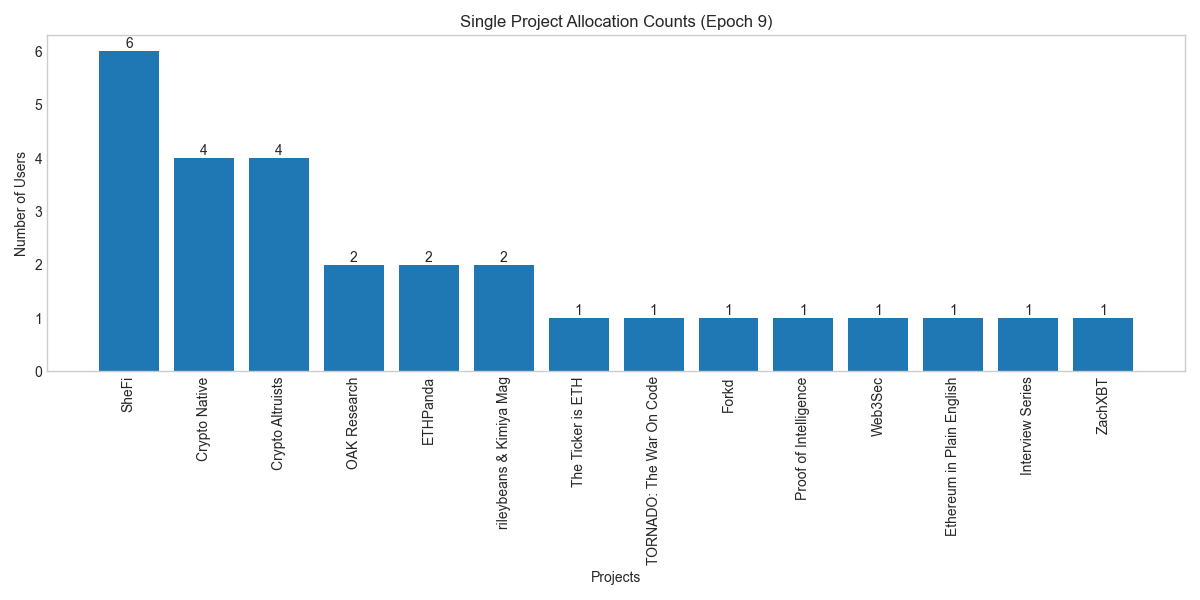 Single Project Allocation Counts (Epoch 9)
Number of Users
6
5
4
3
2
1
0
6
4
4
2
2
2
1
1
1
1
1
1
1
1
SheFi
Crypto Native
Crypto Altruists
OAK Research
ETHPanda
rileybeans & Kimiya Mag
The Ticker is ETH
TORNADO: The War On Code
Forkd
Proof of Intelligence
Web3Sec
Ethereum in Plain English
Interview Series
ZachXBT
Projects